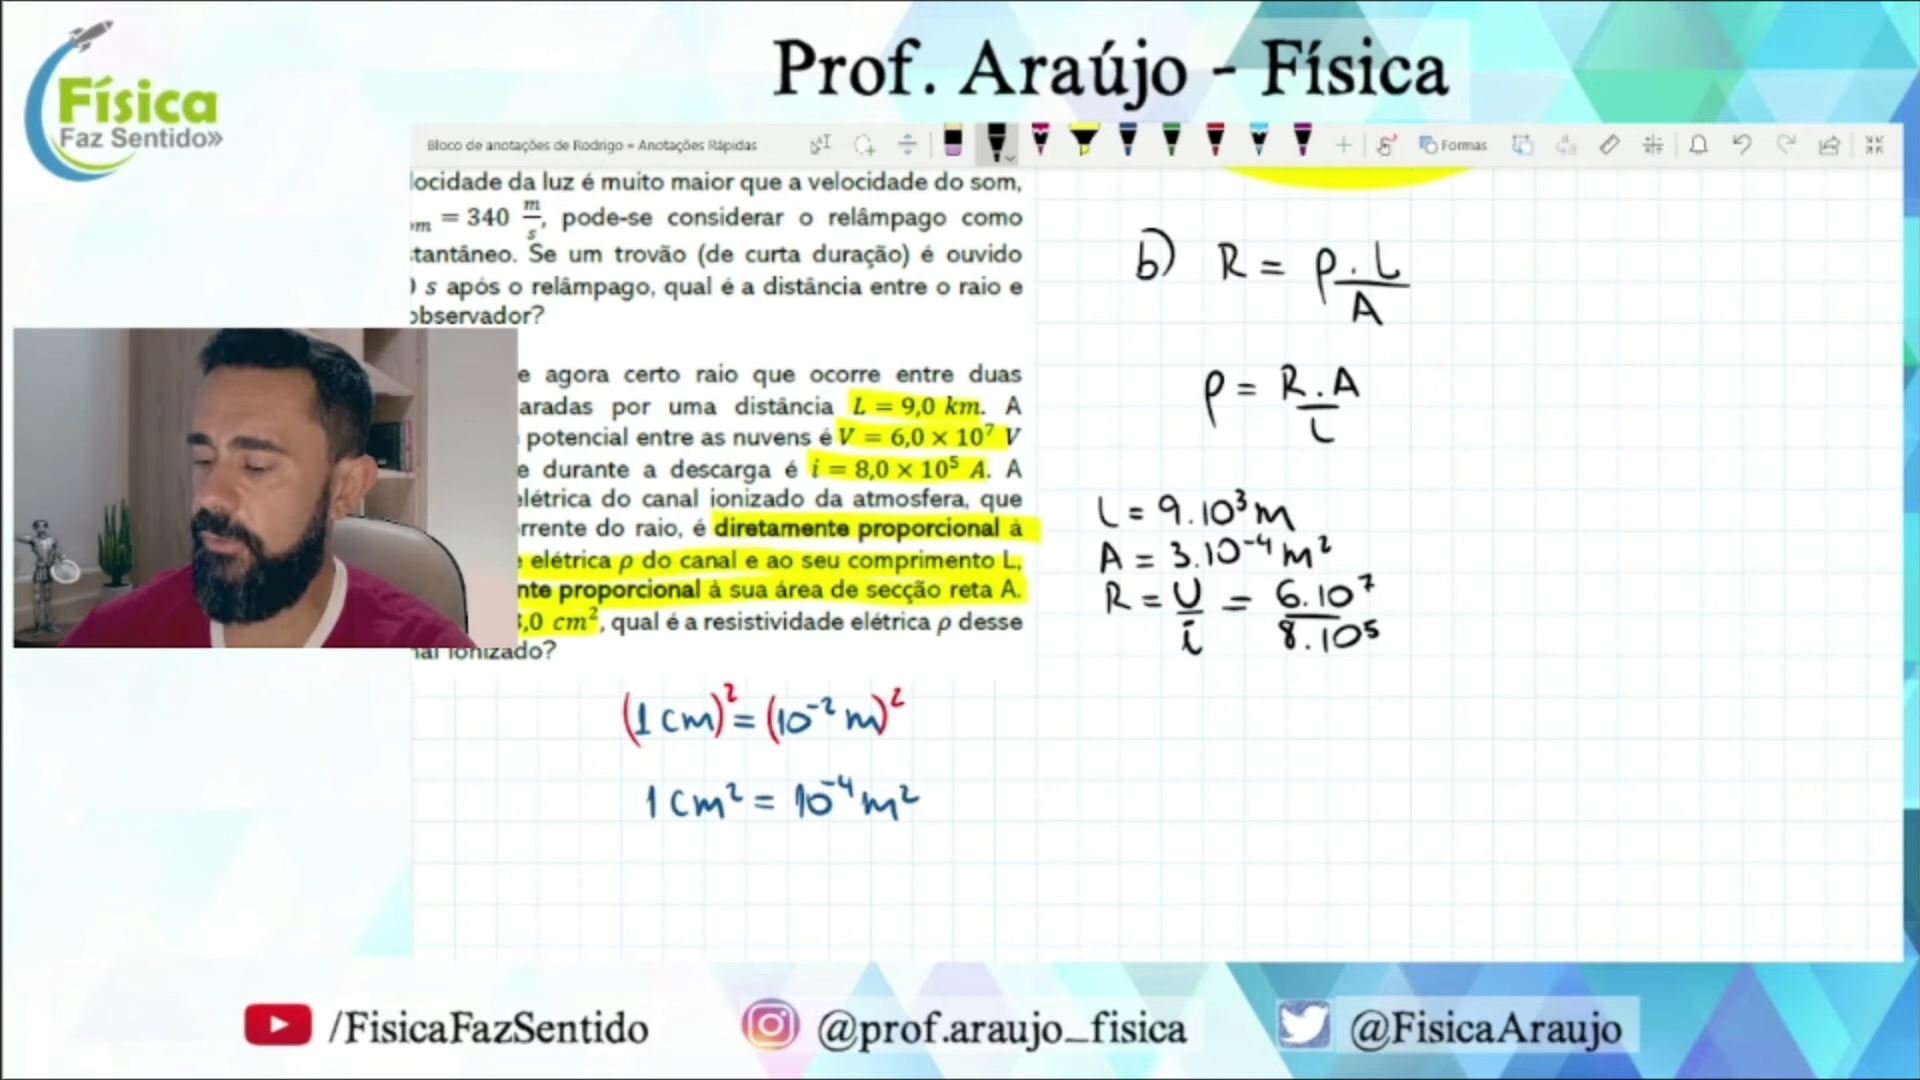 Física
Faz Sentido»
Prof. Araújo - Física
Bloco de anotações de Rodrigo » Anotações Rápidas
Formas
locidade da luz é muito maior que a velocidade do som,
om = 340 m/s, pode-se considerar o relâmpago como
tantâneo. Se um trovão (de curta duração) é ouvido
s após o relâmpago, qual é a distância entre o raio e
observador?
e agora certo raio que ocorre entre duas
aradas por uma distância L = 9,0 km. A
potencial entre as nuvens é V = 6,0 × 10⁷ V
e durante a descarga é i = 8,0 × 10⁵ A. A
elétrica do canal ionizado da atmosfera, que
rrente do raio, é diretamente proporcional à
elétrica ρ do canal e ao seu comprimento L,
nte proporcional à sua área de secção reta A.
3,0 cm², qual é a resistividade elétrica ρ desse
nal ionizado?
(1 cm)² = (10⁻² m)²
1 cm² = 10⁻⁴ m²
b) R = ρ . L / A
ρ = R . A / L
L = 9.10³ m
A = 3.10⁻⁴ m²
R = U / i = 6.10⁷ / 8.10⁵
/FisicaFazSentido
@prof.araujo_fisica
@FisicaAraujo